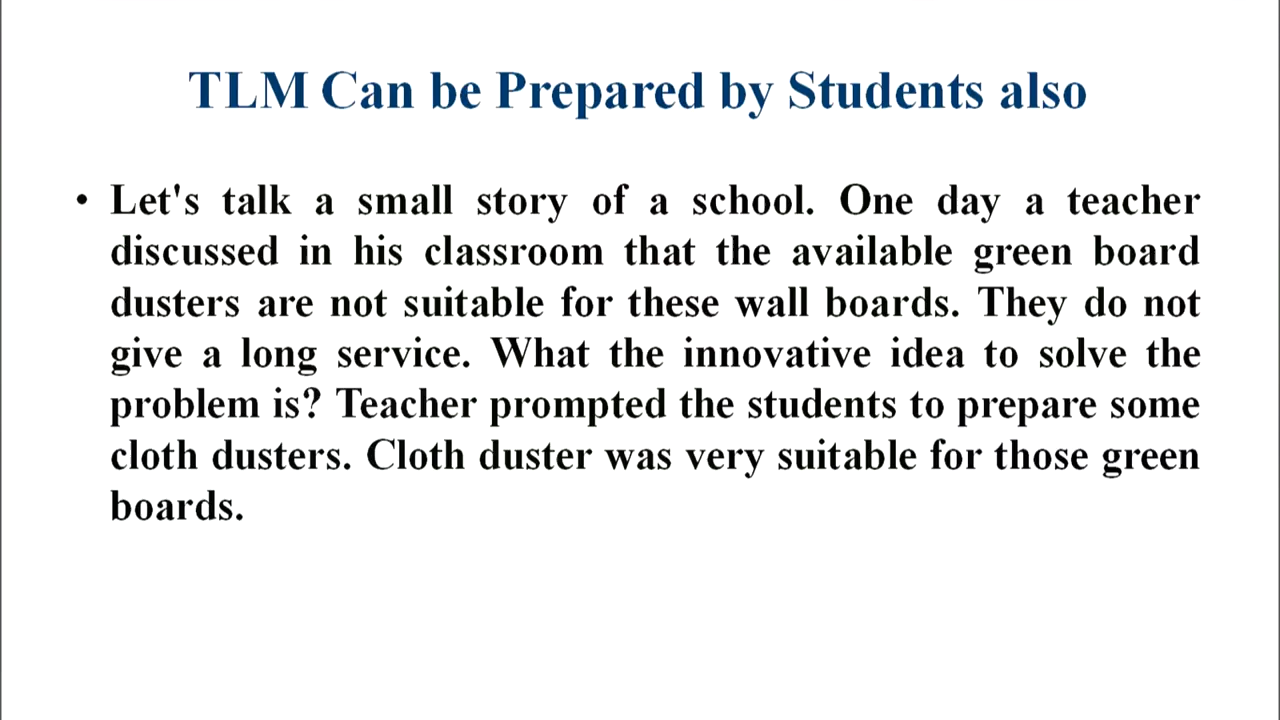 TLM Can be Prepared by Students also
• Let's talk a small story of a school. One day a teacher
discussed in his classroom that the available green board
dusters are not suitable for these wall boards. They do not
give a long service. What the innovative idea to solve the
problem is? Teacher prompted the students to prepare some
cloth dusters. Cloth duster was very suitable for those green
boards.